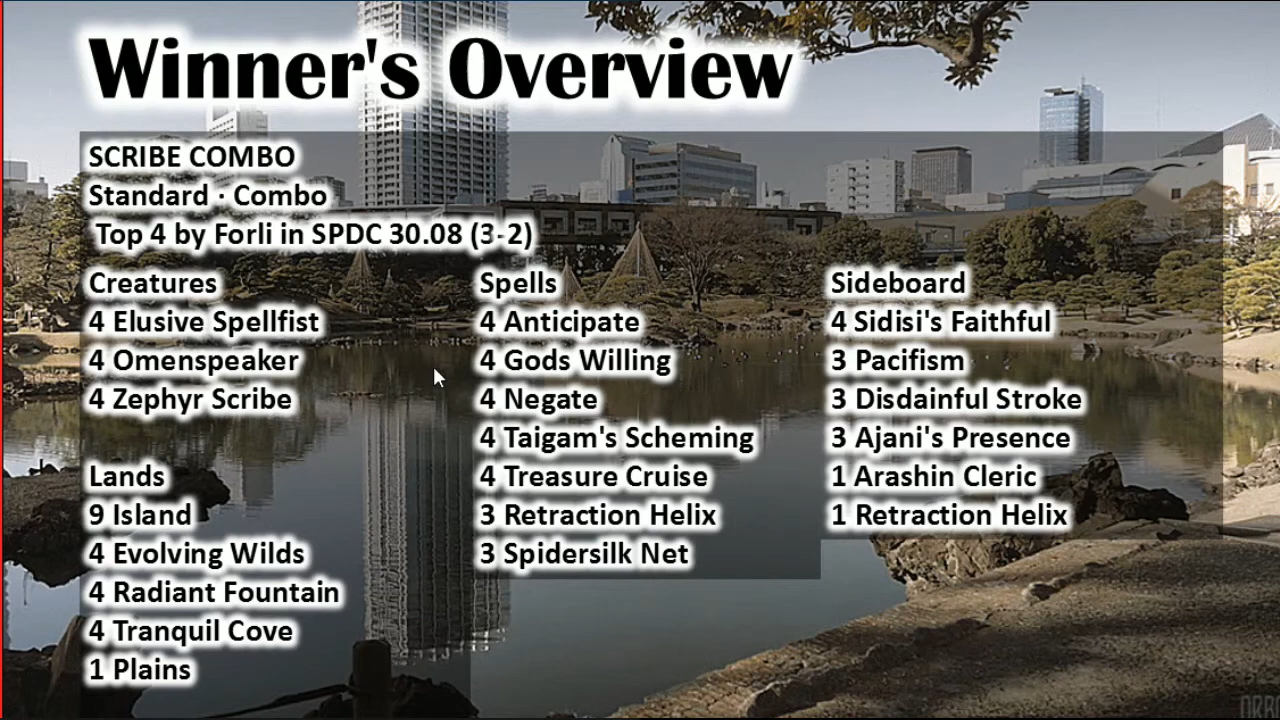 Winner's Overview
SCRIBE COMBO
Standard · Combo
Top 4 by Forli in SPDC 30.08 (3-2)
Creatures
4 Elusive Spellfist
4 Omenspeaker
4 Zephyr Scribe
Lands
9 Island
4 Evolving Wilds
4 Radiant Fountain
4 Tranquil Cove
1 Plains
Spells
4 Anticipate
4 Gods Willing
4 Negate
4 Taigam's Scheming
4 Treasure Cruise
3 Retraction Helix
3 Spidersilk Net
Sideboard
4 Sidisi's Faithful
3 Pacifism
3 Disdainful Stroke
3 Ajani's Presence
1 Arashin Cleric
1 Retraction Helix